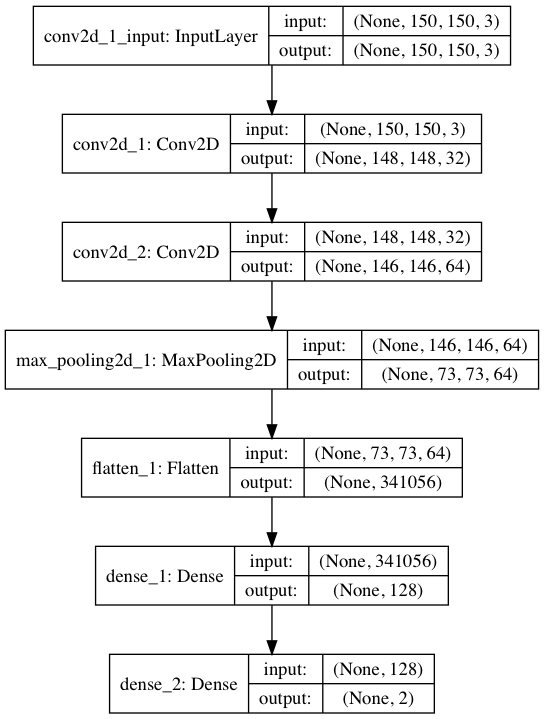 conv2d_1_input: InputLayer
input:
(None, 150, 150, 3)
output:
(None, 150, 150, 3)
conv2d_1: Conv2D
input:
(None, 150, 150, 3)
output:
(None, 148, 148, 32)
conv2d_2: Conv2D
input:
(None, 148, 148, 32)
output:
(None, 146, 146, 64)
max_pooling2d_1: MaxPooling2D
input:
(None, 146, 146, 64)
output:
(None, 73, 73, 64)
flatten_1: Flatten
input:
(None, 73, 73, 64)
output:
(None, 341056)
dense_1: Dense
input:
(None, 341056)
output:
(None, 128)
dense_2: Dense
input:
(None, 128)
output:
(None, 2)